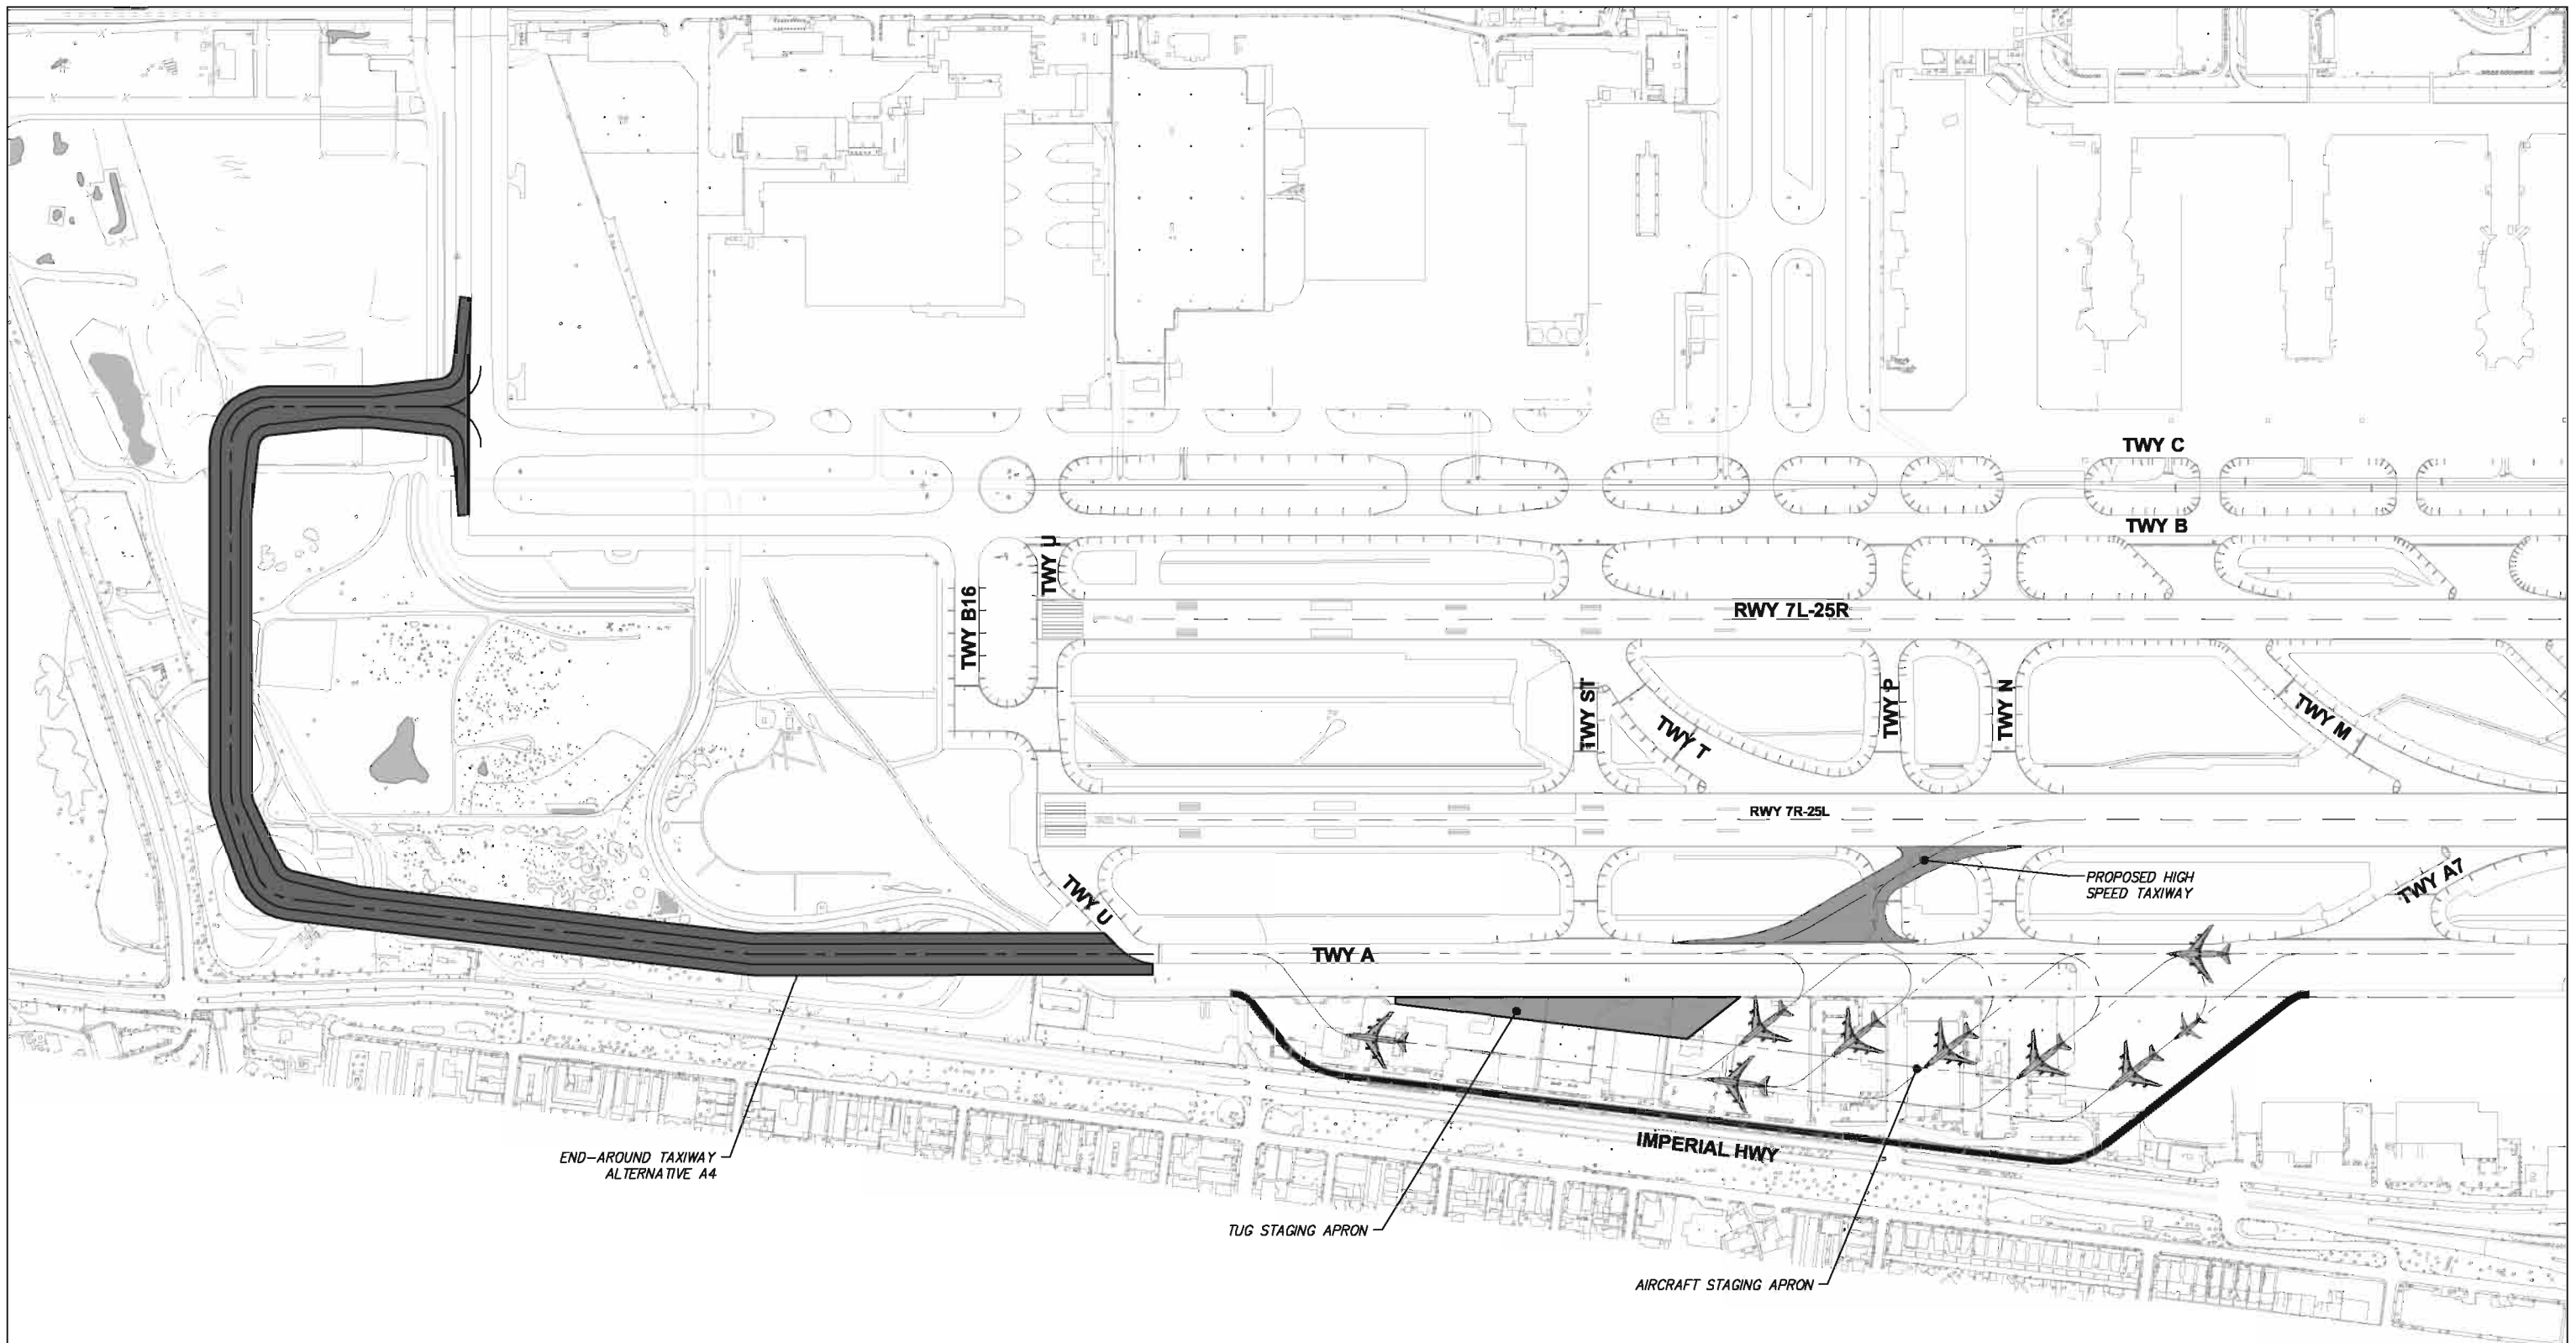 TWY C
TWY B
TWY U
TWY B16
RWY 7L-25R
TWY ST
TWY T
TWY P
TWY N
TWY M
RWY 7R-25L
PROPOSED HIGH
SPEED TAXIWAY
TWY A7
TWY U
TWY A
END-AROUND TAXIWAY
ALTERNATIVE A4
IMPERIAL HWY
TUG STAGING APRON
AIRCRAFT STAGING APRON